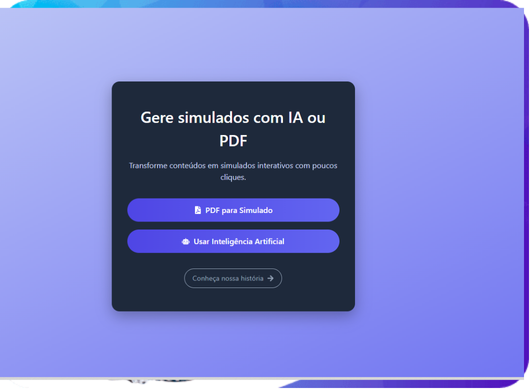 Gere simulados com IA ou
PDF
Transforme conteúdos em simulados interativos com poucos
cliques.
PDF para Simulado
Usar Inteligência Artificial
Conheça nossa história →